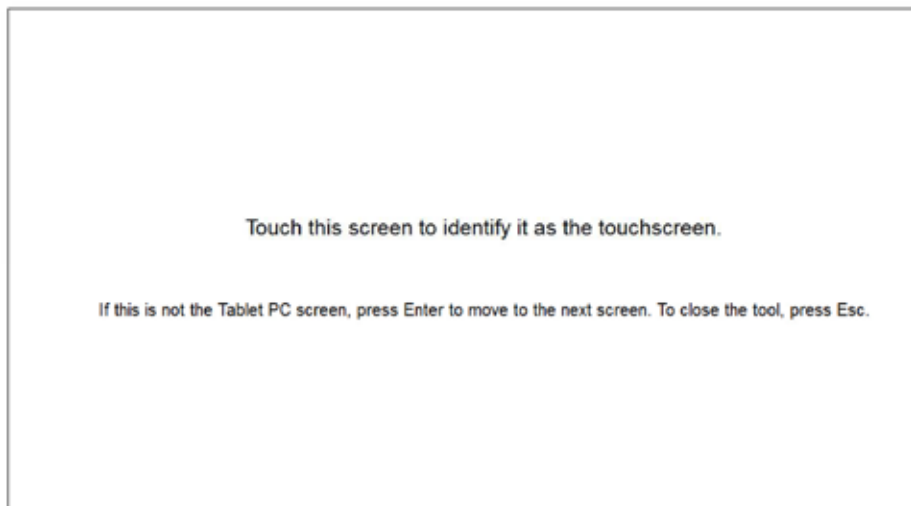 Touch this screen to identify it as the touchscreen.
If this is not the Tablet PC screen, press Enter to move to the next screen. To close the tool, press Esc.